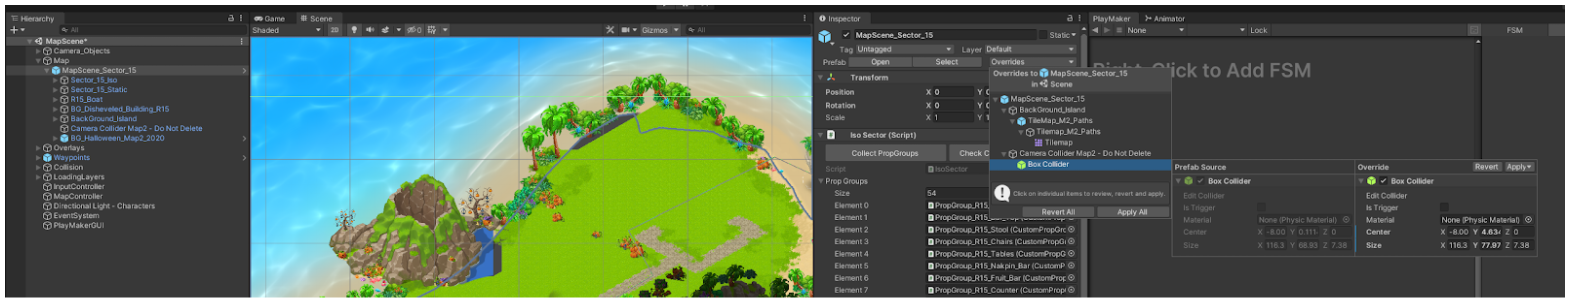 Hierarchy
All
MapScene*
Camera_Objects
Map
MapScene_Sector_15
Sector_15_Iso
Sector_15_Static
R15_Boat
BG_Disheveled_Building_R15
BackGround_Island
Camera Collider Map2 - Do Not Delete
BG_Halloween_Map2_2020
Overlays
Waypoints
Collision
LoadingLayers
InputController
MapController
Directional Light - Characters
EventSystem
PlayMakerGUI
Game Scene
Shaded 2D 0 Gizmos All
Inspector
MapScene_Sector_15 Static
Tag Untagged Layer Default
Prefab Open Select Overrides
Transform
Position X 0 Y 0
Rotation X 0 Y 0
Scale X 1 Y 1
Iso Sector (Script)
Collect PropGroups Check C
Script IsoSector
Prop Groups
Size 54
Element 0 PropGroup_R15_
Element 1 PropGroup_R15_
Element 2 PropGroup_R15_Stool (CustomPropGro
Element 3 PropGroup_R15_Chairs (CustomPropG
Element 4 PropGroup_R15_Tables (CustomPropG
Element 5 PropGroup_R15_Nakpin_Bar (CustomP
Element 6 PropGroup_R15_Fruit_Bar (CustomProp
Element 7 PropGroup_R15_Counter (CustomProp
Overrides to MapScene_Sector_15
in Scene
MapScene_Sector_15
BackGround_Island
TileMap_M2_Paths
Tilemap_M2_Paths
Tilemap
Camera Collider Map2 - Do Not Delete
Box Collider
Click on individual items to review, revert and apply.
Revert All Apply All
PlayMaker Animator
None Lock FSM
Right-Click to Add FSM
Prefab Source
Box Collider
Edit Collider
Is Trigger
Material None (Physic Material)
Center X -8.00 Y 0.111 Z 0
Size X 116.3 Y 68.93 Z 7.38
Override Revert Apply
Box Collider
Edit Collider
Is Trigger
Material None (Physic Material)
Center X -8.00 Y 4.634 Z 0
Size X 116.3 Y 77.97 Z 7.38